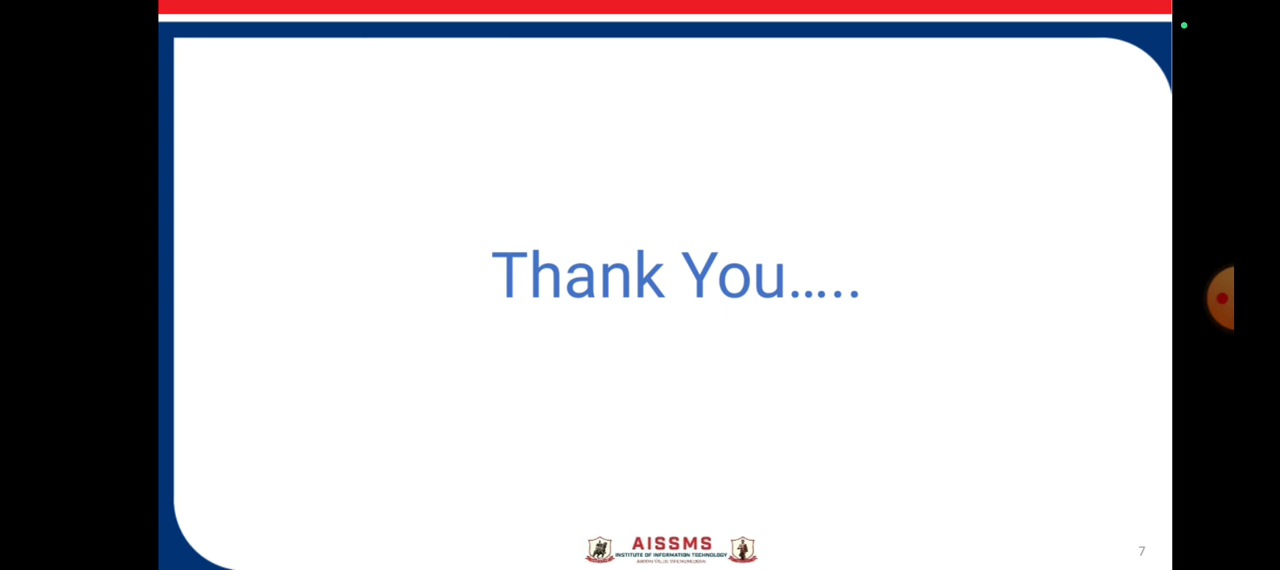 Thank You…..
AISSMS
INSTITUTE OF INFORMATION TECHNOLOGY
7